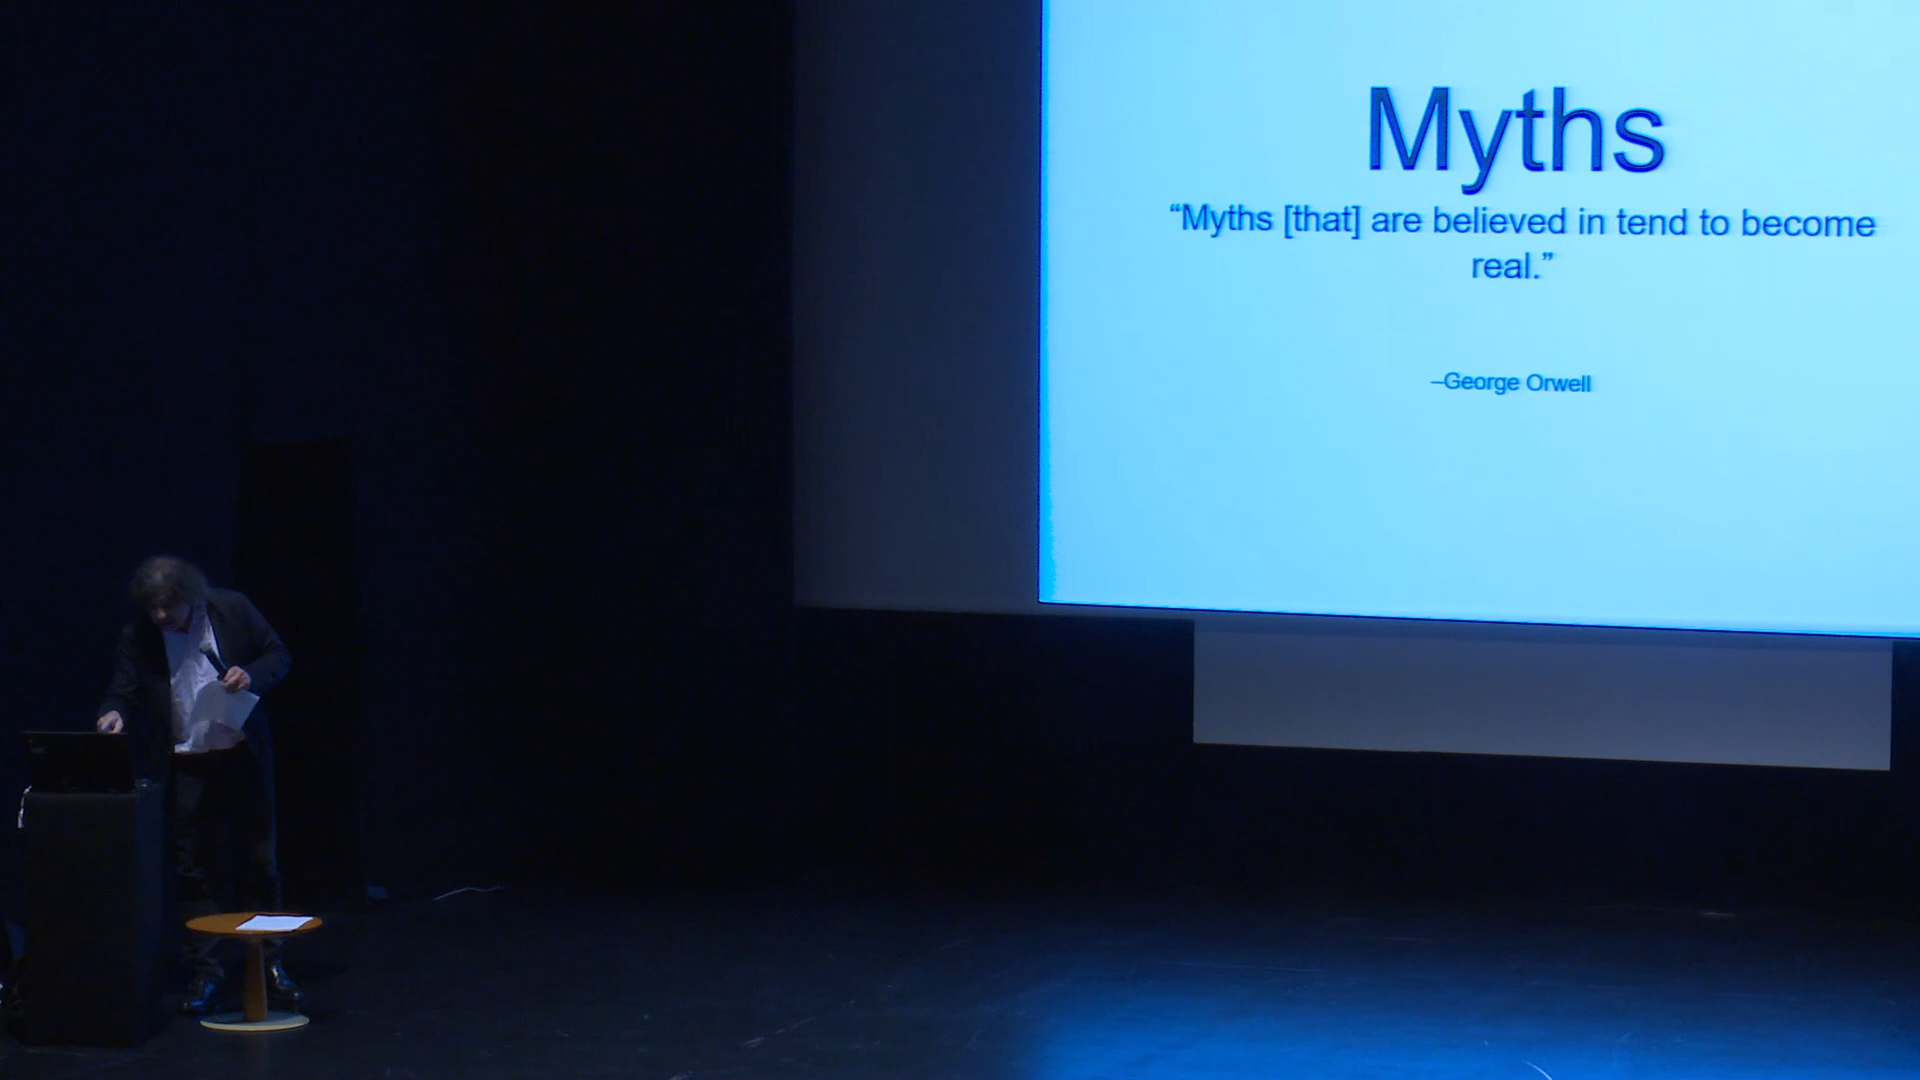 Myths
“Myths [that] are believed in tend to become
real.”
–George Orwell